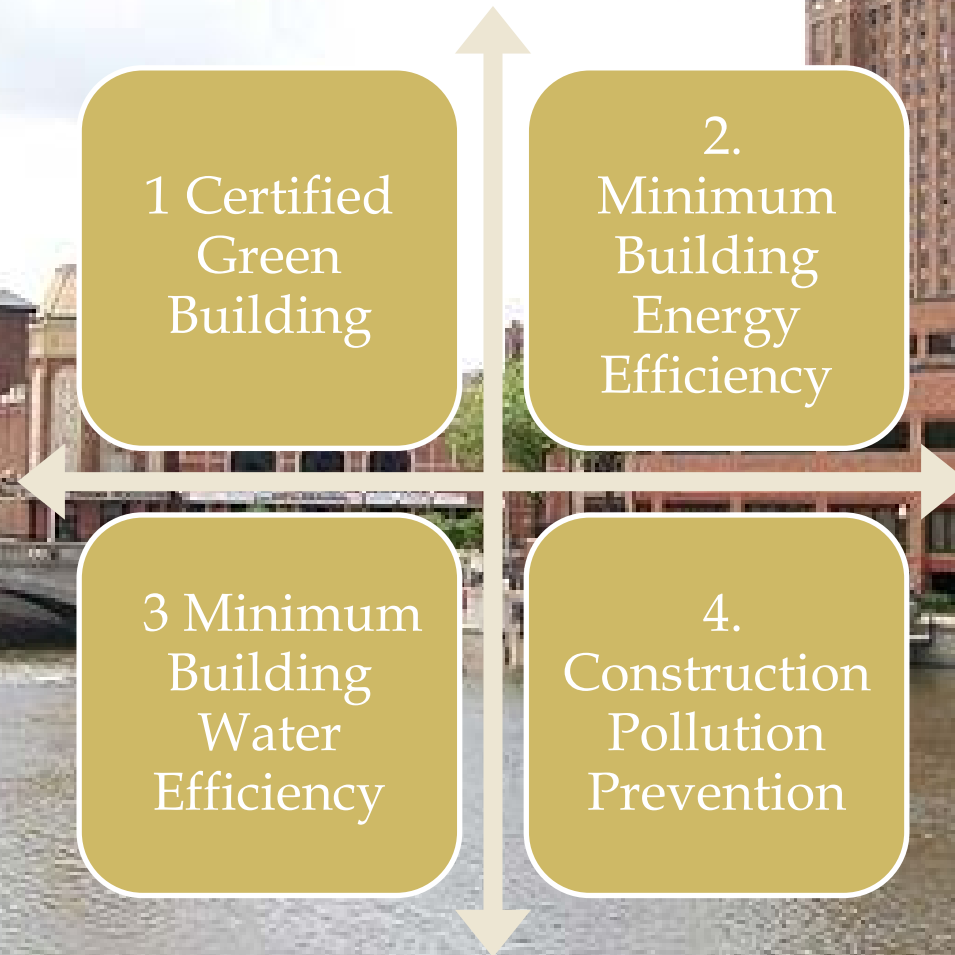 1 Certified
Green
Building
2.
Minimum
Building
Energy
Efficiency
3 Minimum
Building
Water
Efficiency
4.
Construction
Pollution
Prevention